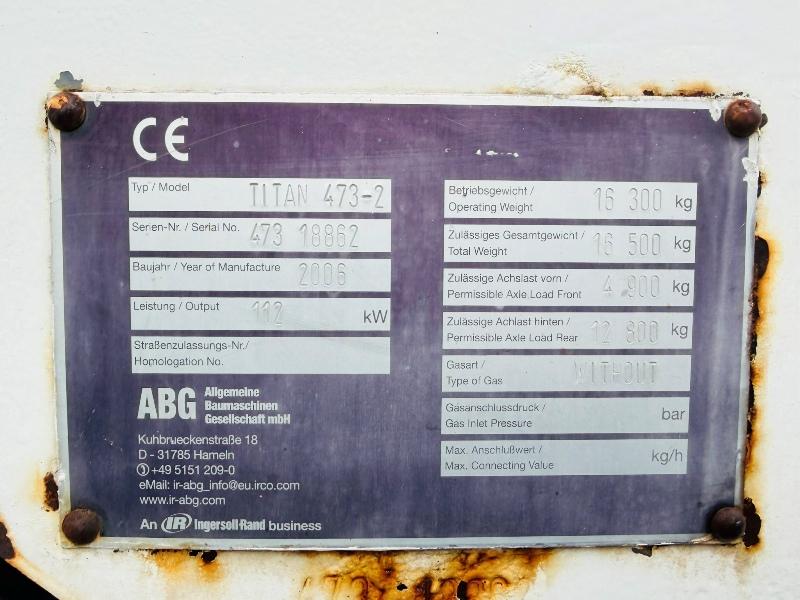 CE
Typ / Model TITAN 473-2
Serien-Nr. / Serial No. 473 18862
Baujahr / Year of Manufacture 2006
Leistung / Output 112 kW
Straßenzulassungs-Nr./
Homologation No.
ABG Allgemeine
Baumaschinen
Gesellschaft mbH
Kuhbrueckenstraße 18
D - 31785 Hameln
+49 5151 209-0
eMail: ir-abg_info@eu.irco.com
www.ir-abg.com
An IR Ingersoll-Rand business
Betriebsgewicht /
Operating Weight 16 300 kg
Zulässiges Gesamtgewicht /
Total Weight 16 500 kg
Zulässige Achslast vorn /
Permissible Axle Load Front 4 900 kg
Zulässige Achlast hinten /
Permissible Axle Load Rear 12 800 kg
Gasart /
Type of Gas WITHOUT
Gasanschlussdruck /
Gas Inlet Pressure bar
Max. Anschlußwert /
Max. Connecting Value kg/h